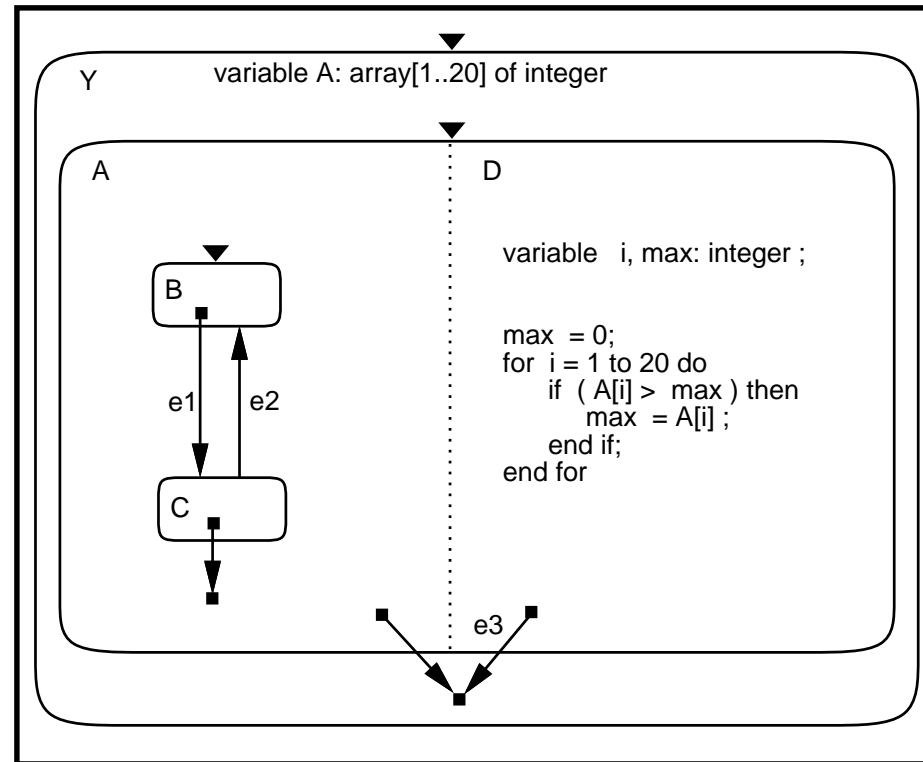 Y
variable A: array[1..20] of integer
A
D
variable i, max: integer ;
B
max = 0;
for i = 1 to 20 do
if ( A[i] > max ) then
max = A[i] ;
end if;
end for
e1
e2
C
e3